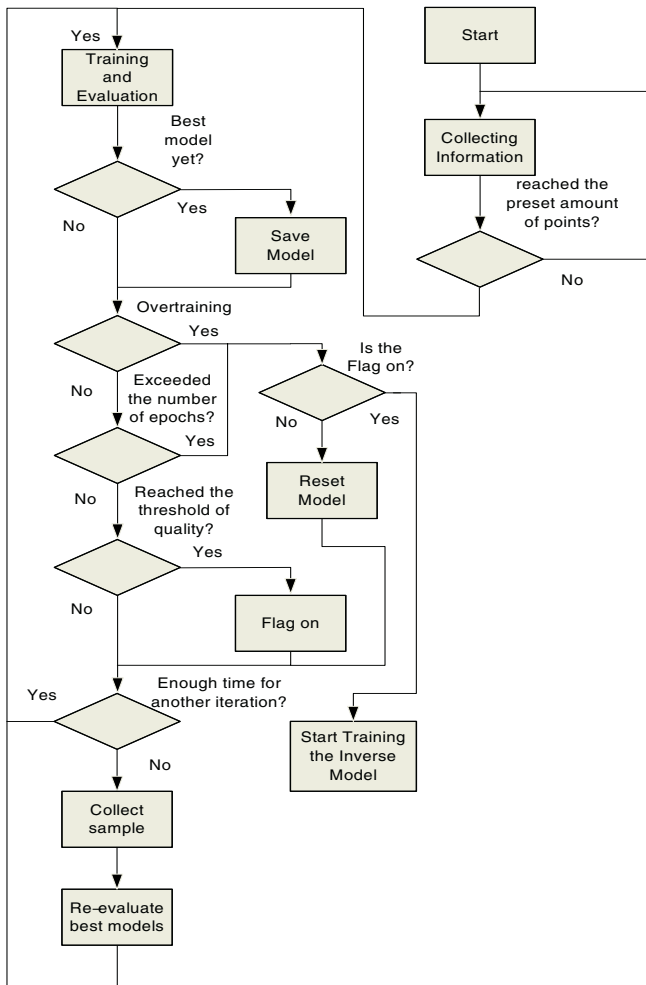 Start
Collecting
Information
reached the
preset amount
of points?
No
Yes
Training
and
Evaluation
Best
model
yet?
Yes
No
Save
Model
Overtraining
Yes
No
Exceeded
the number
of epochs?
Yes
No
Is the
Flag on?
No
Yes
Reset
Model
Reached the
threshold of
quality?
Yes
No
Flag on
Enough time for
another iteration?
Yes
No
Start Training
the Inverse
Model
Collect
sample
Re-evaluate
best models